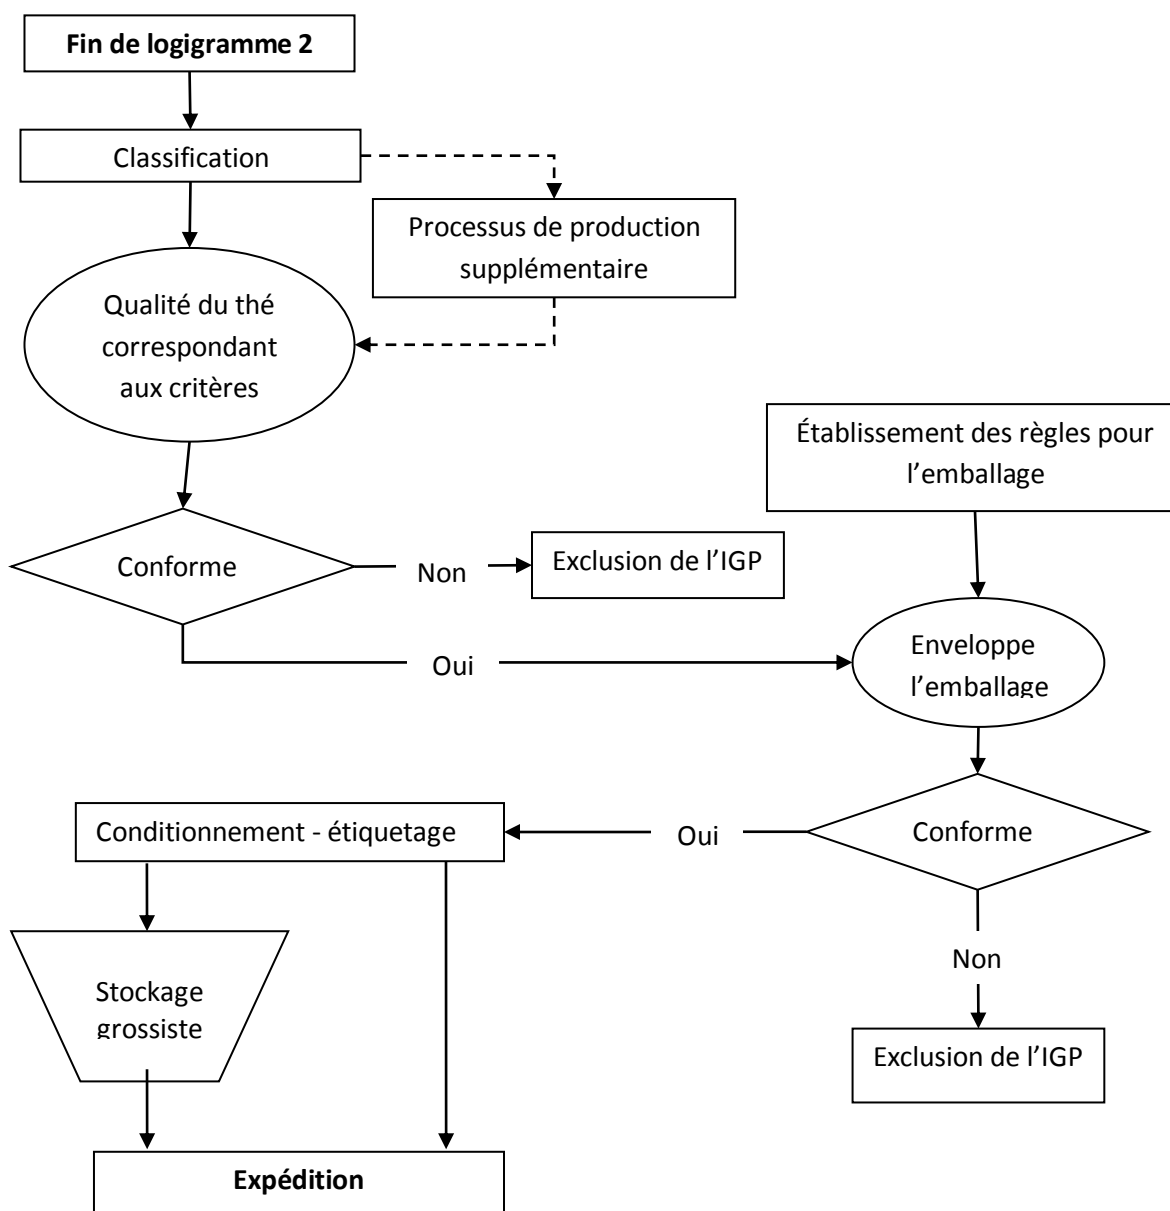 Fin de logigramme 2
Classification
Processus de production
supplémentaire
Qualité du thé
correspondant
aux critères
Établissement des règles pour
l’emballage
Conforme
Non
Exclusion de l’IGP
Oui
Enveloppe
l’emballage
Conditionnement - étiquetage
Oui
Conforme
Non
Stockage
grossiste
Exclusion de l’IGP
Expédition